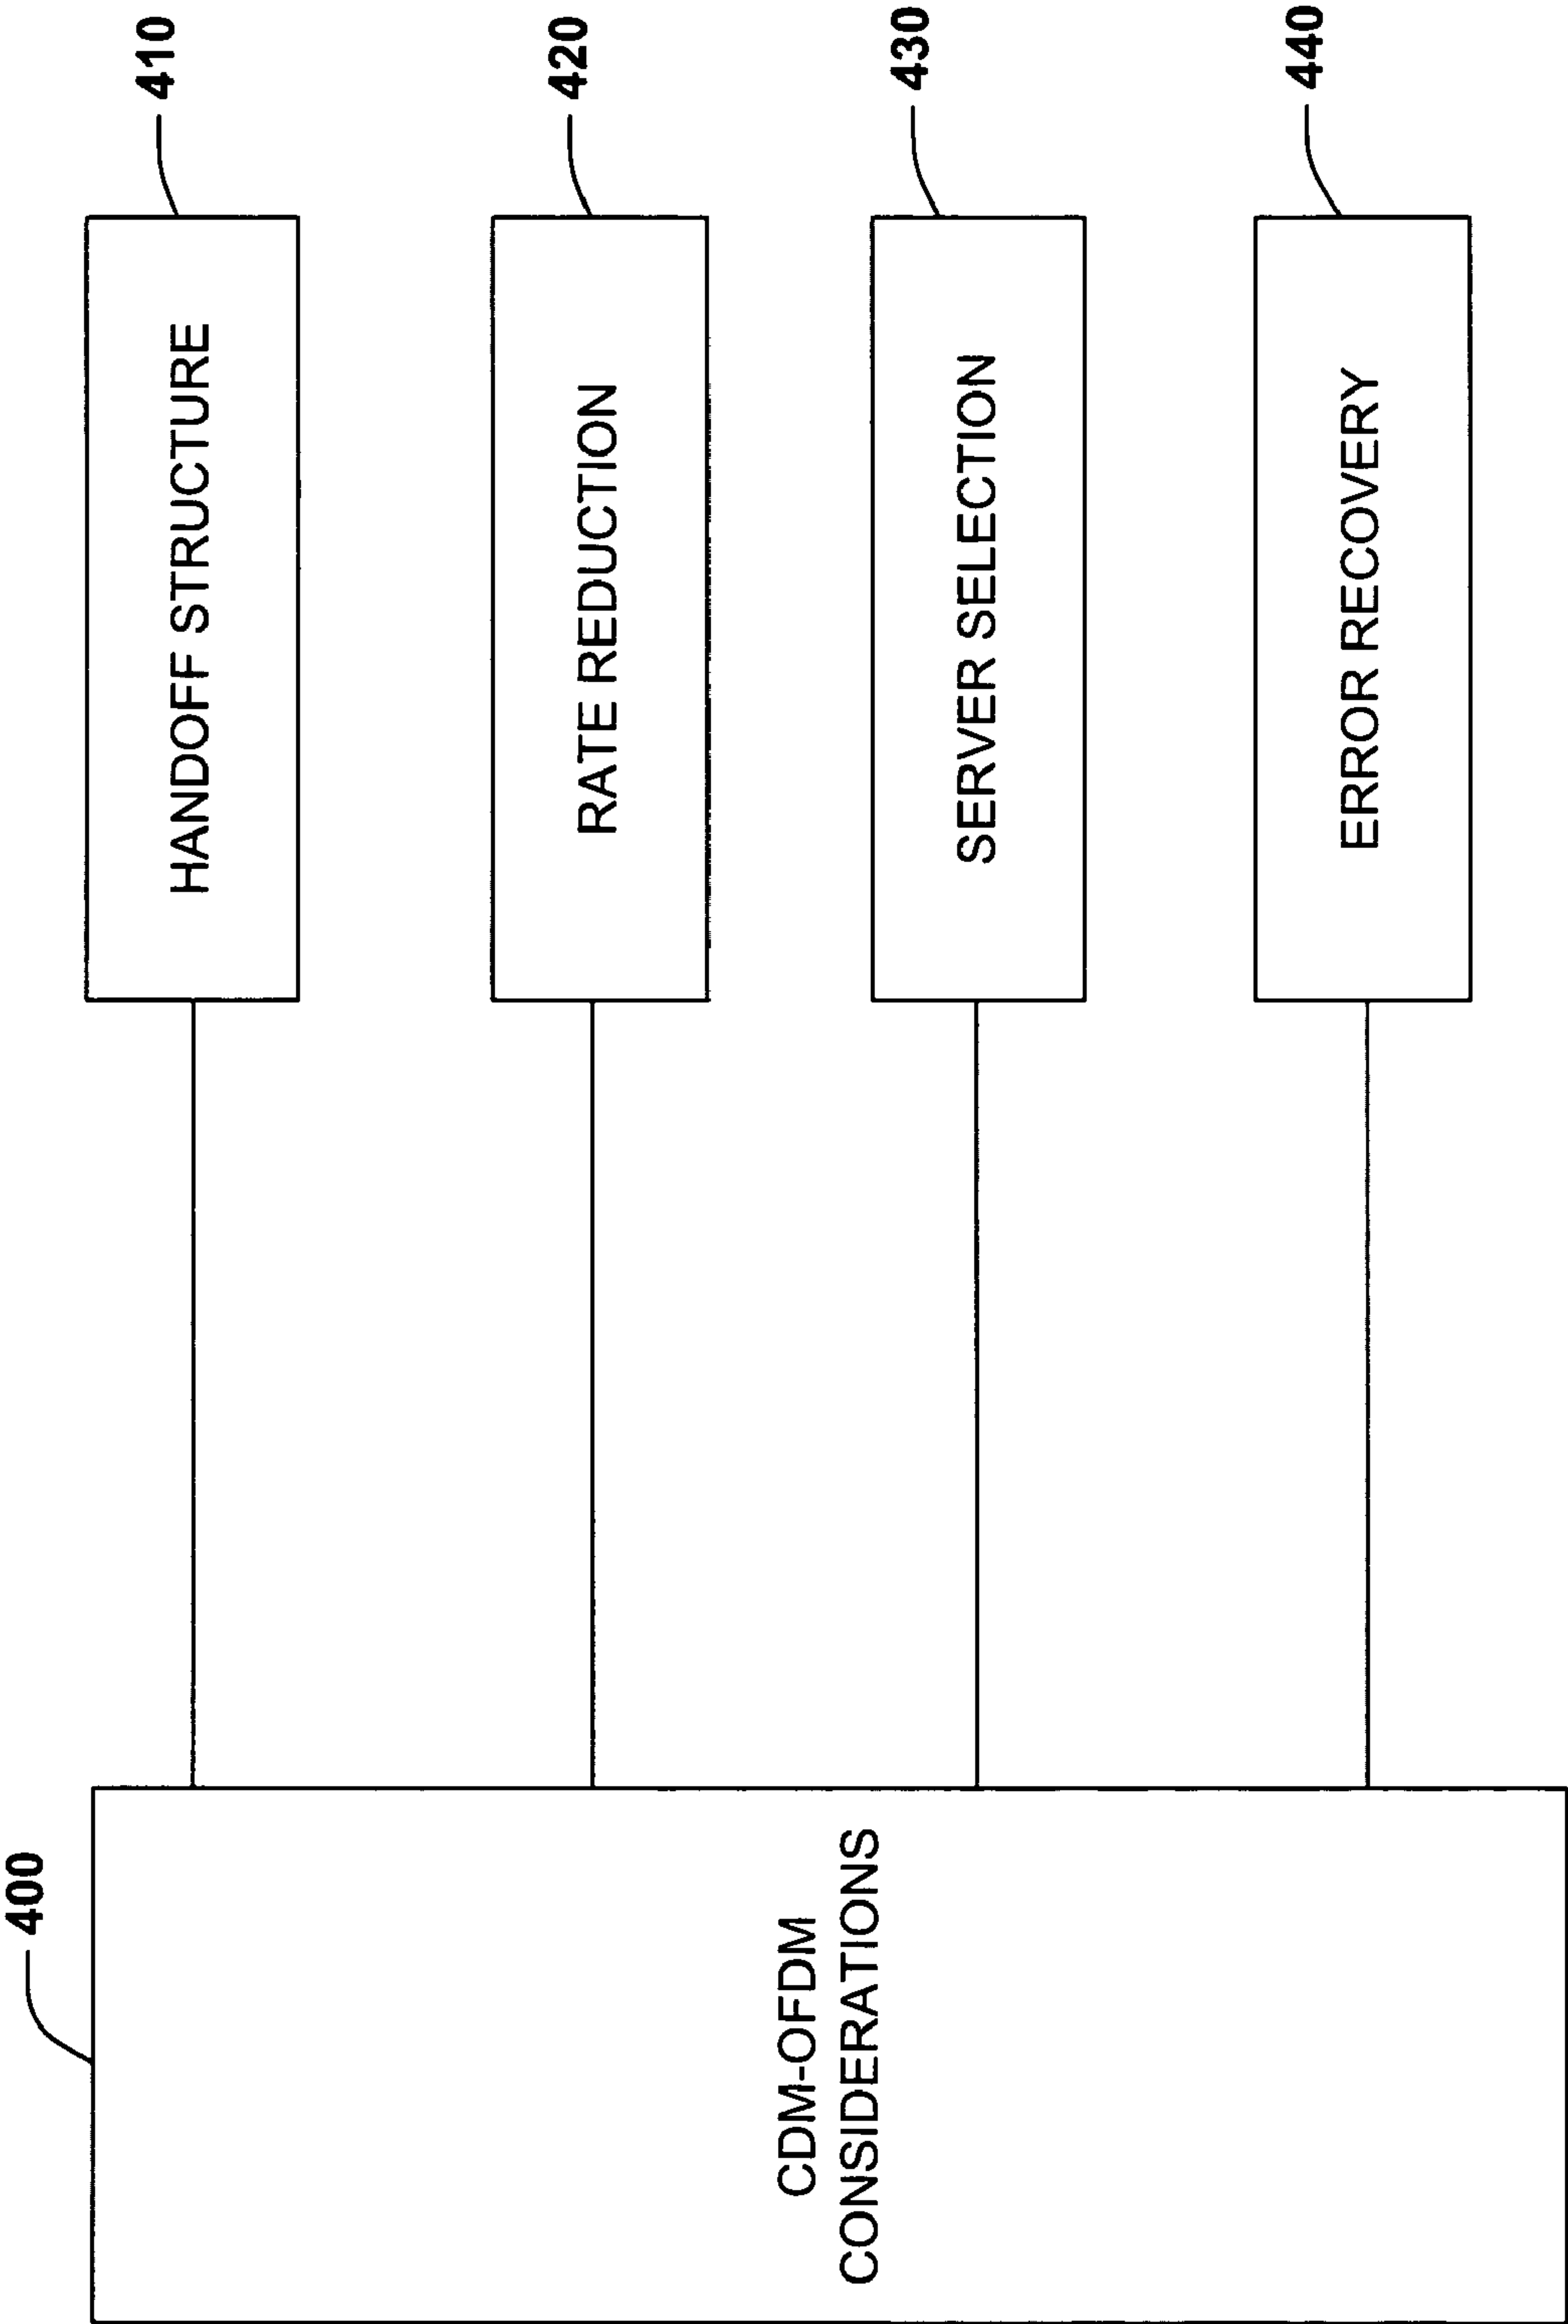 400
CDM-OFDM
CONSIDERATIONS
HANDOFF STRUCTURE
410
RATE REDUCTION
420
SERVER SELECTION
430
ERROR RECOVERY
440